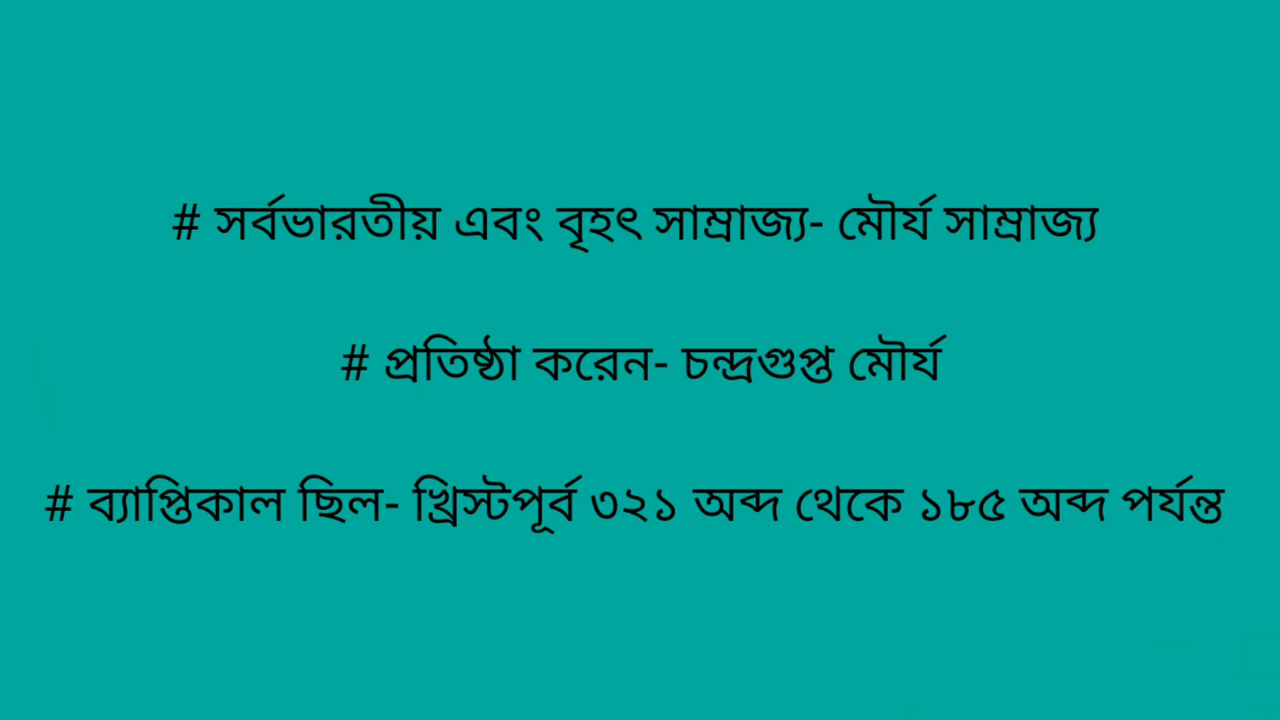 # সর্বভারতীয় এবং বৃহৎ সাম্রাজ্য- মৌর্য সাম্রাজ্য
# প্রতিষ্ঠা করেন- চন্দ্রগুপ্ত মৌর্য
# ব্যাপ্তিকাল ছিল- খ্রিস্টপূর্ব ৩২১ অব্দ থেকে ১৮৫ অব্দ পর্যন্ত